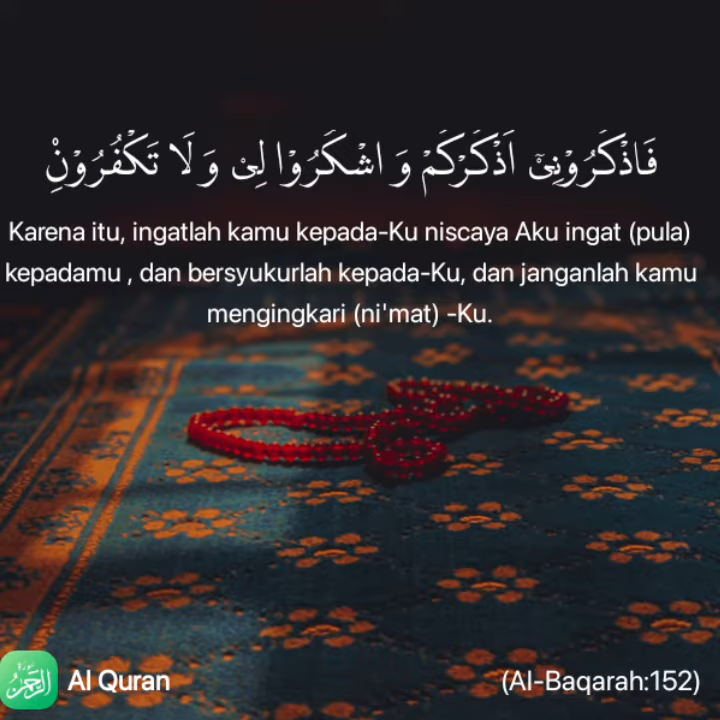 فَاذْكُرُوْنِيْٓ اَذْكُرْكُمْ وَ اشْكُرُوْا لِيْ وَ لَا تَكْفُرُوْنِ۠
Karena itu, ingatlah kamu kepada-Ku niscaya Aku ingat (pula)
kepadamu , dan bersyukurlah kepada-Ku, dan janganlah kamu
mengingkari (ni'mat) -Ku.
Al Quran
(Al-Baqarah:152)